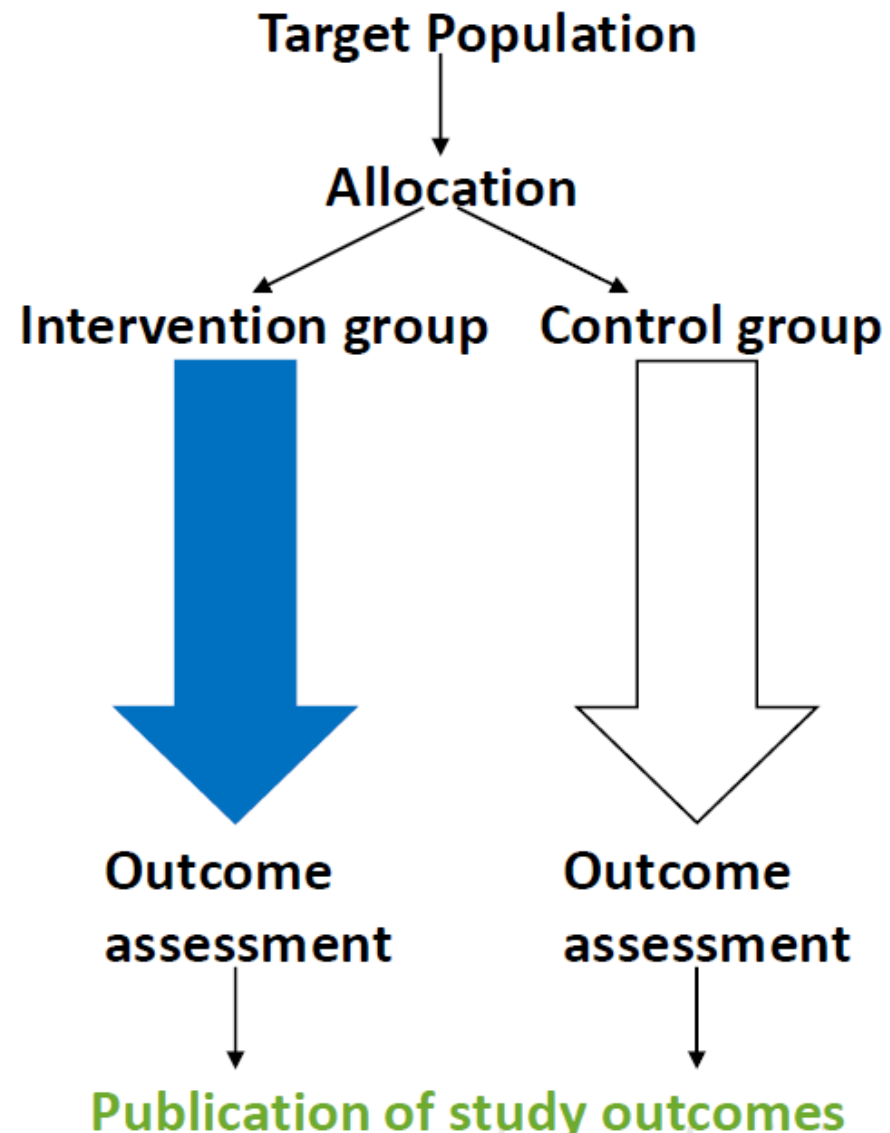 Target Population
Allocation
Intervention group
Control group
Outcome
assessment
Outcome
assessment
Publication of study outcomes